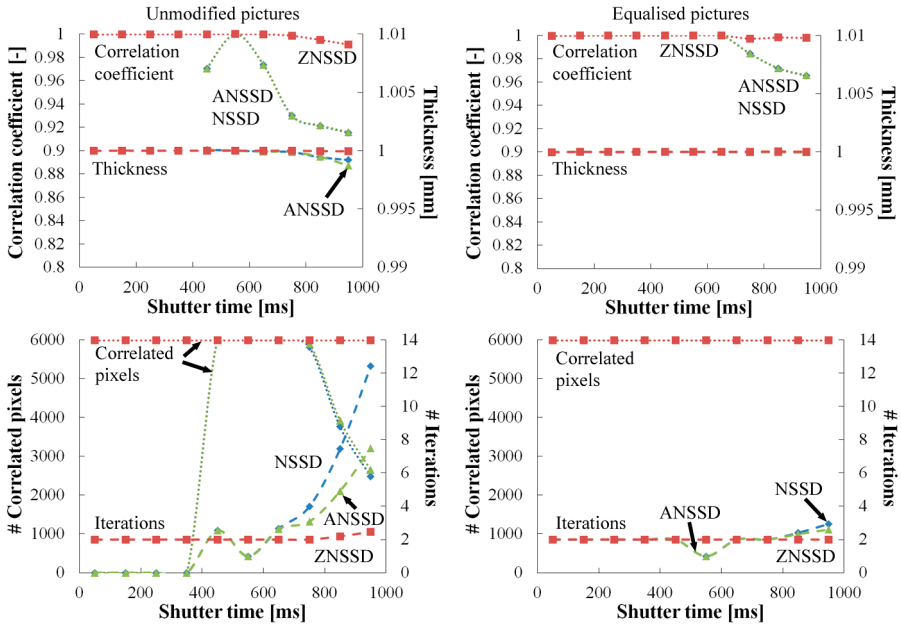 Unmodified pictures
Correlation coefficient [-]
1
0.98
0.96
0.94
0.92
0.9
0.88
0.86
0.84
0.82
0.8
Correlation
coefficient
ZNSSD
ANSSD
NSSD
Thickness
ANSSD
1.01
1.005
1
0.995
0.99
Thickness [mm]
0 200 400 600 800 1000
Shutter time [ms]
Equalised pictures
Correlation coefficient [-]
1
0.98
0.96
0.94
0.92
0.9
0.88
0.86
0.84
0.82
0.8
ZNSSD
Correlation
coefficient
ANSSD
NSSD
Thickness
1.01
1.005
1
0.995
0.99
Thickness [mm]
0 200 400 600 800 1000
Shutter time [ms]
# Correlated pixels
6000
5000
4000
3000
2000
1000
0
Correlated
pixels
NSSD
ANSSD
Iterations
ZNSSD
14
12
10
8
6
4
2
0
# Iterations
0 200 400 600 800 1000
Shutter time [ms]
# Correlated pixels
6000
5000
4000
3000
2000
1000
0
Correlated
pixels
NSSD
ANSSD
Iterations
ZNSSD
14
12
10
8
6
4
2
0
# Iterations
0 200 400 600 800 1000
Shutter time [ms]